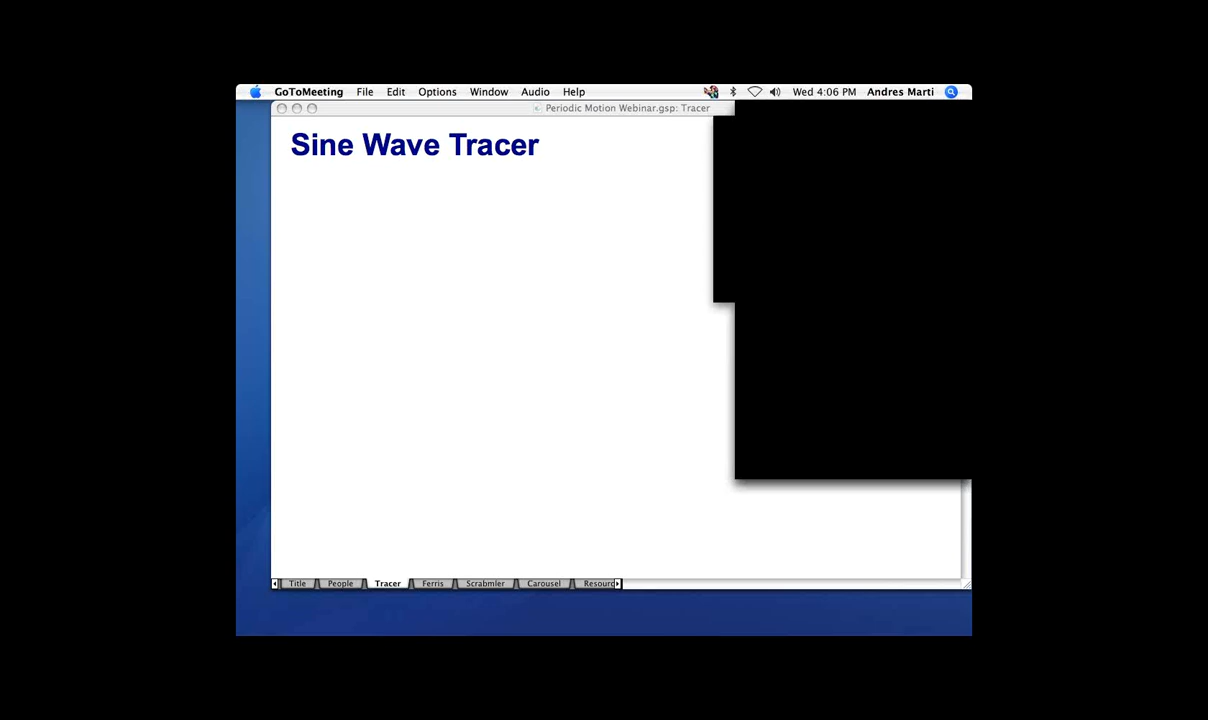 GoToMeeting File Edit Options Window Audio Help Wed 4:06 PM Andres Marti
Periodic Motion Webinar.gsp: Tracer
Sine Wave Tracer
Title People Tracer Ferris Scrabmler Carousel Resourc